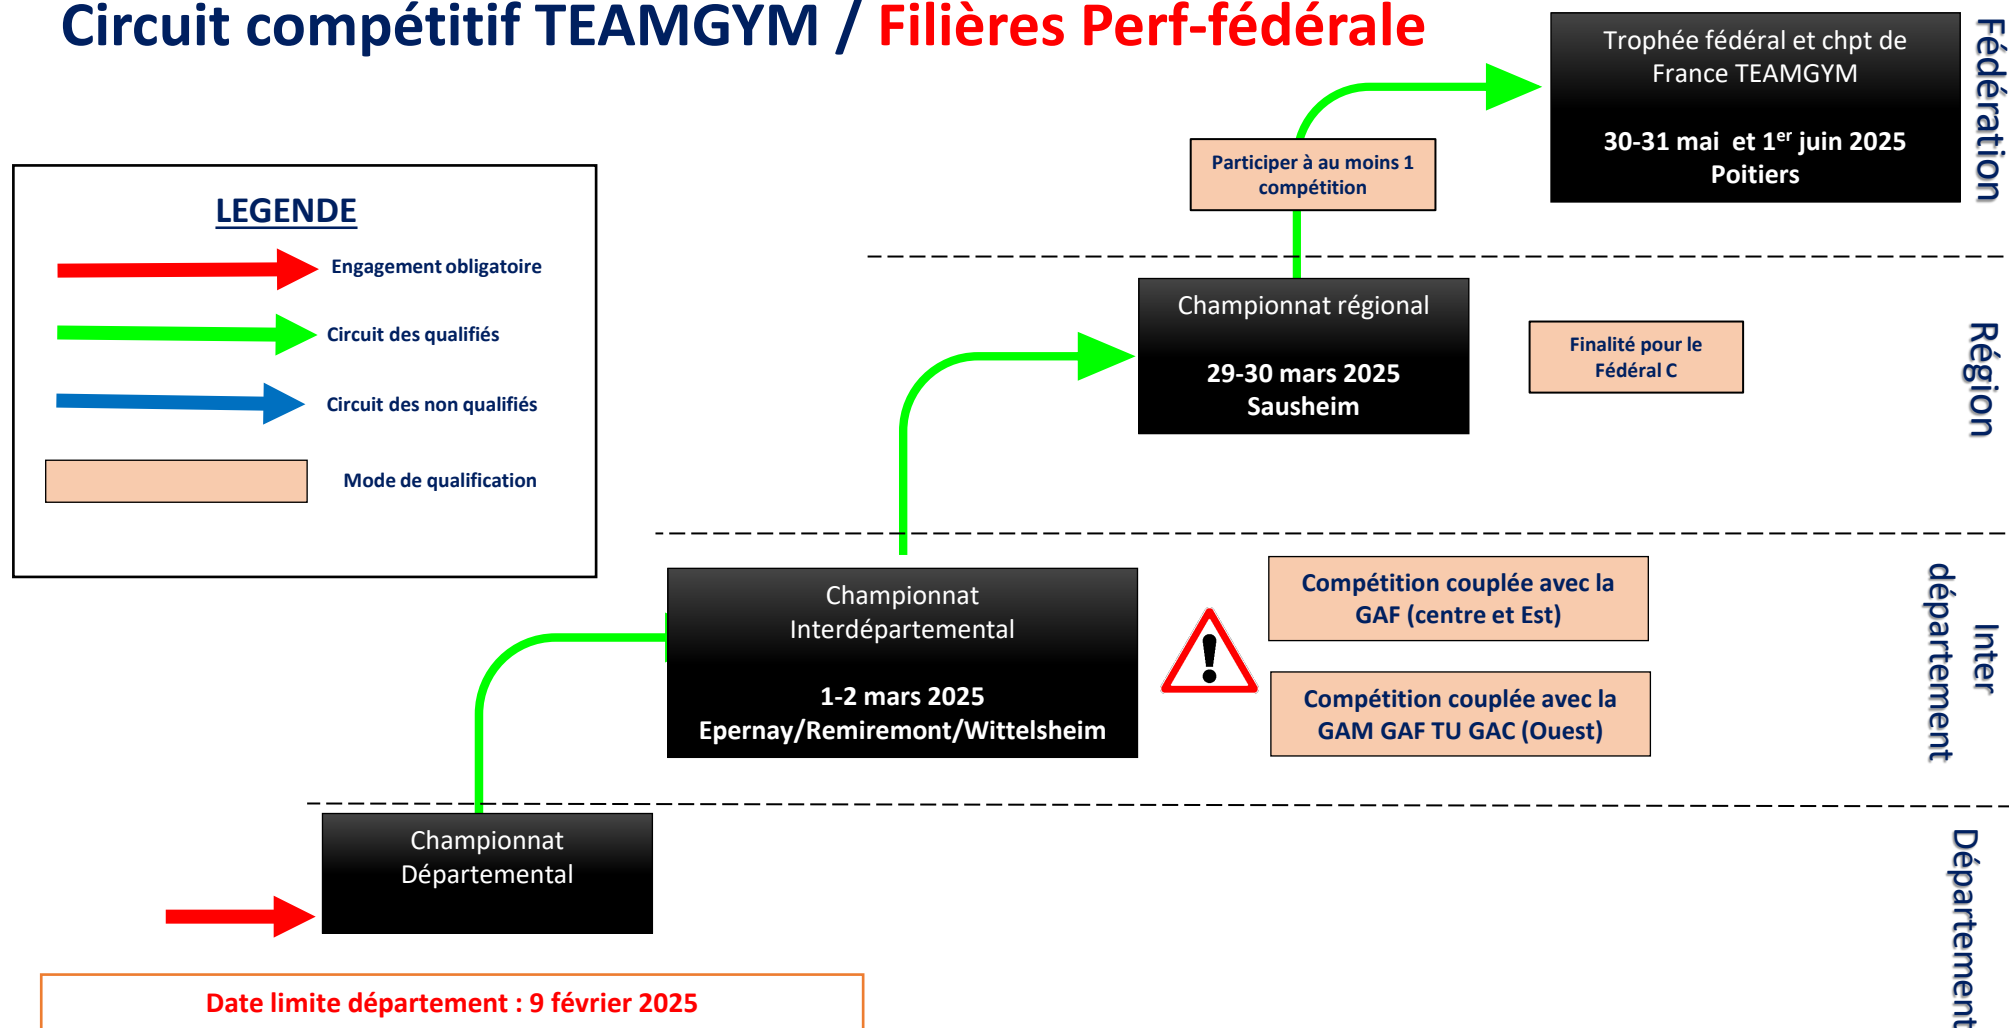 Circuit compétitif TEAMGYM / Filières Perf-fédérale
Trophée fédéral et chpt de
France TEAMGYM
30-31 mai et 1er juin 2025
Poitiers
Fédération
Participer à au moins 1
compétition
LEGENDE
Engagement obligatoire
Circuit des qualifiés
Circuit des non qualifiés
Mode de qualification
Championnat régional
29-30 mars 2025
Sausheim
Finalité pour le
Fédéral C
Région
Championnat
Interdépartemental
1-2 mars 2025
Epernay/Remiremont/Wittelsheim
Compétition couplée avec la
GAF (centre et Est)
Compétition couplée avec la
GAM GAF TU GAC (Ouest)
Inter
département
Championnat
Départemental
Département
Date limite département : 9 février 2025